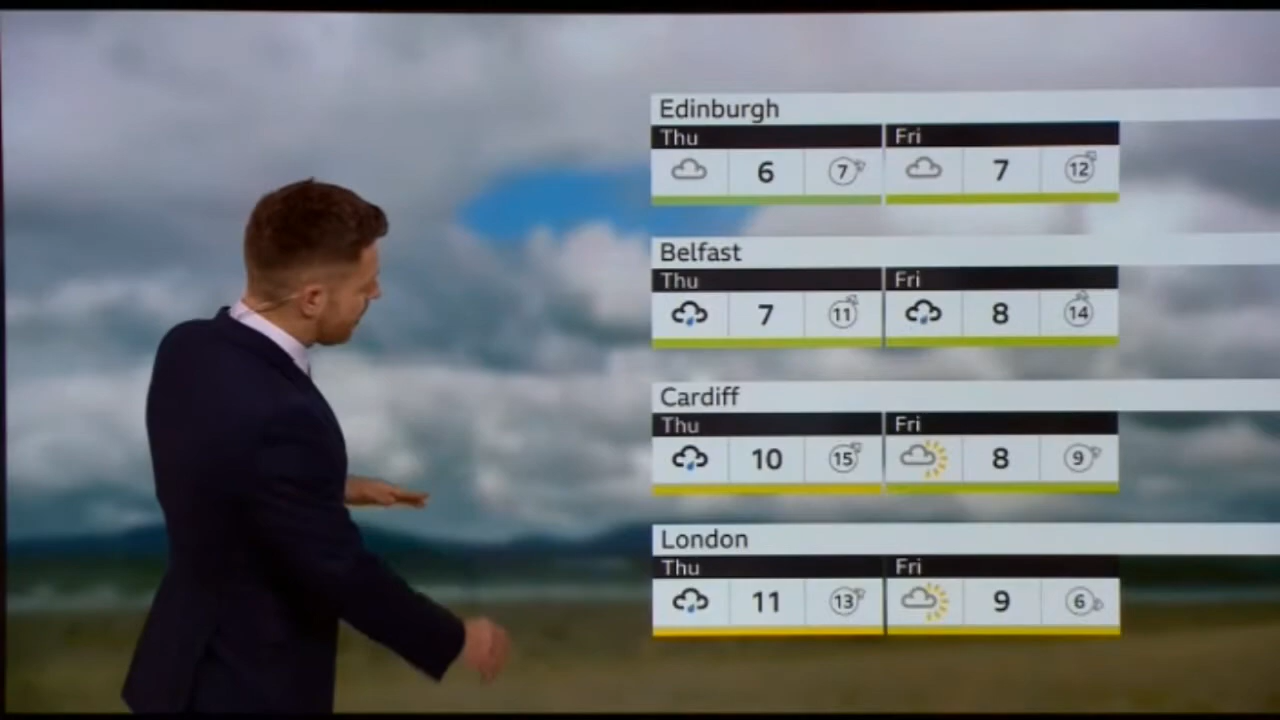 Edinburgh
Thu Fri
6 7 7 12
Belfast
Thu Fri
7 11 8 14
Cardiff
Thu Fri
10 15 8 9
London
Thu Fri
11 13 9 6